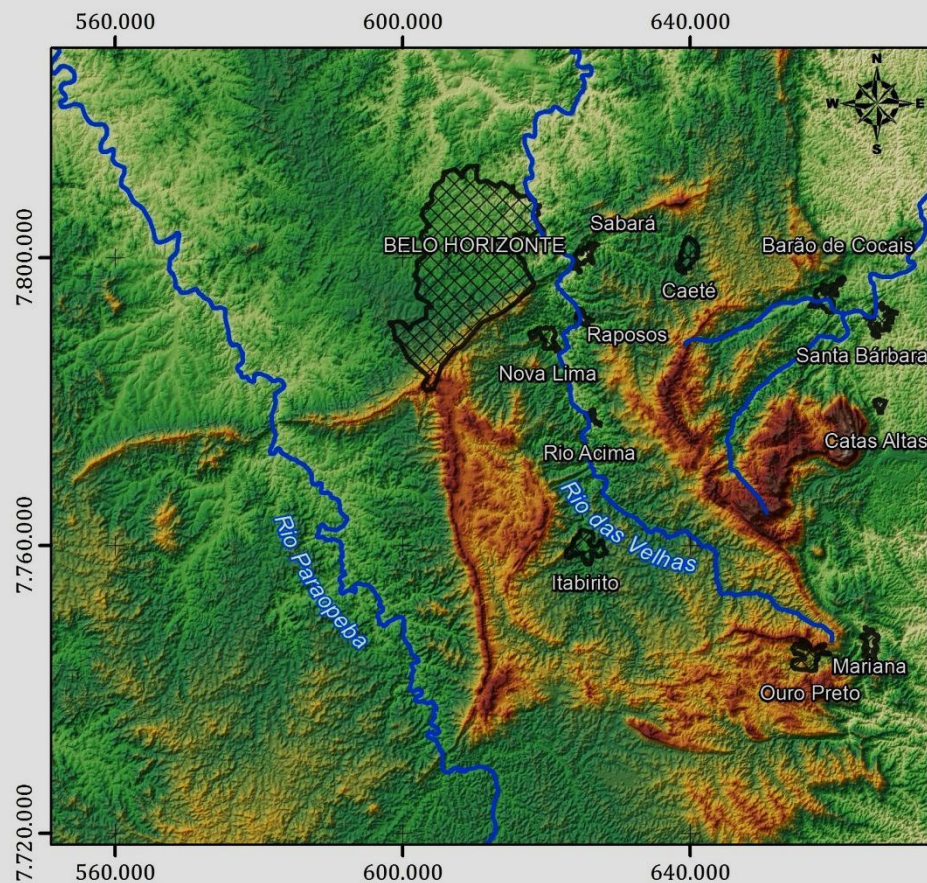 560.000
600.000
640.000
N
W
E
S
Sabará
BELO HORIZONTE
Barão de Cocais
7.800.000
Caeté
Raposos
Santa Bárbara
Nova Lima
Catas Altas
Rio Acima
Rio das Velhas
7.760.000
Rio Paraopeba
Itabirito
Mariana
Ouro Preto
7.720.000
560.000
600.000
640.000